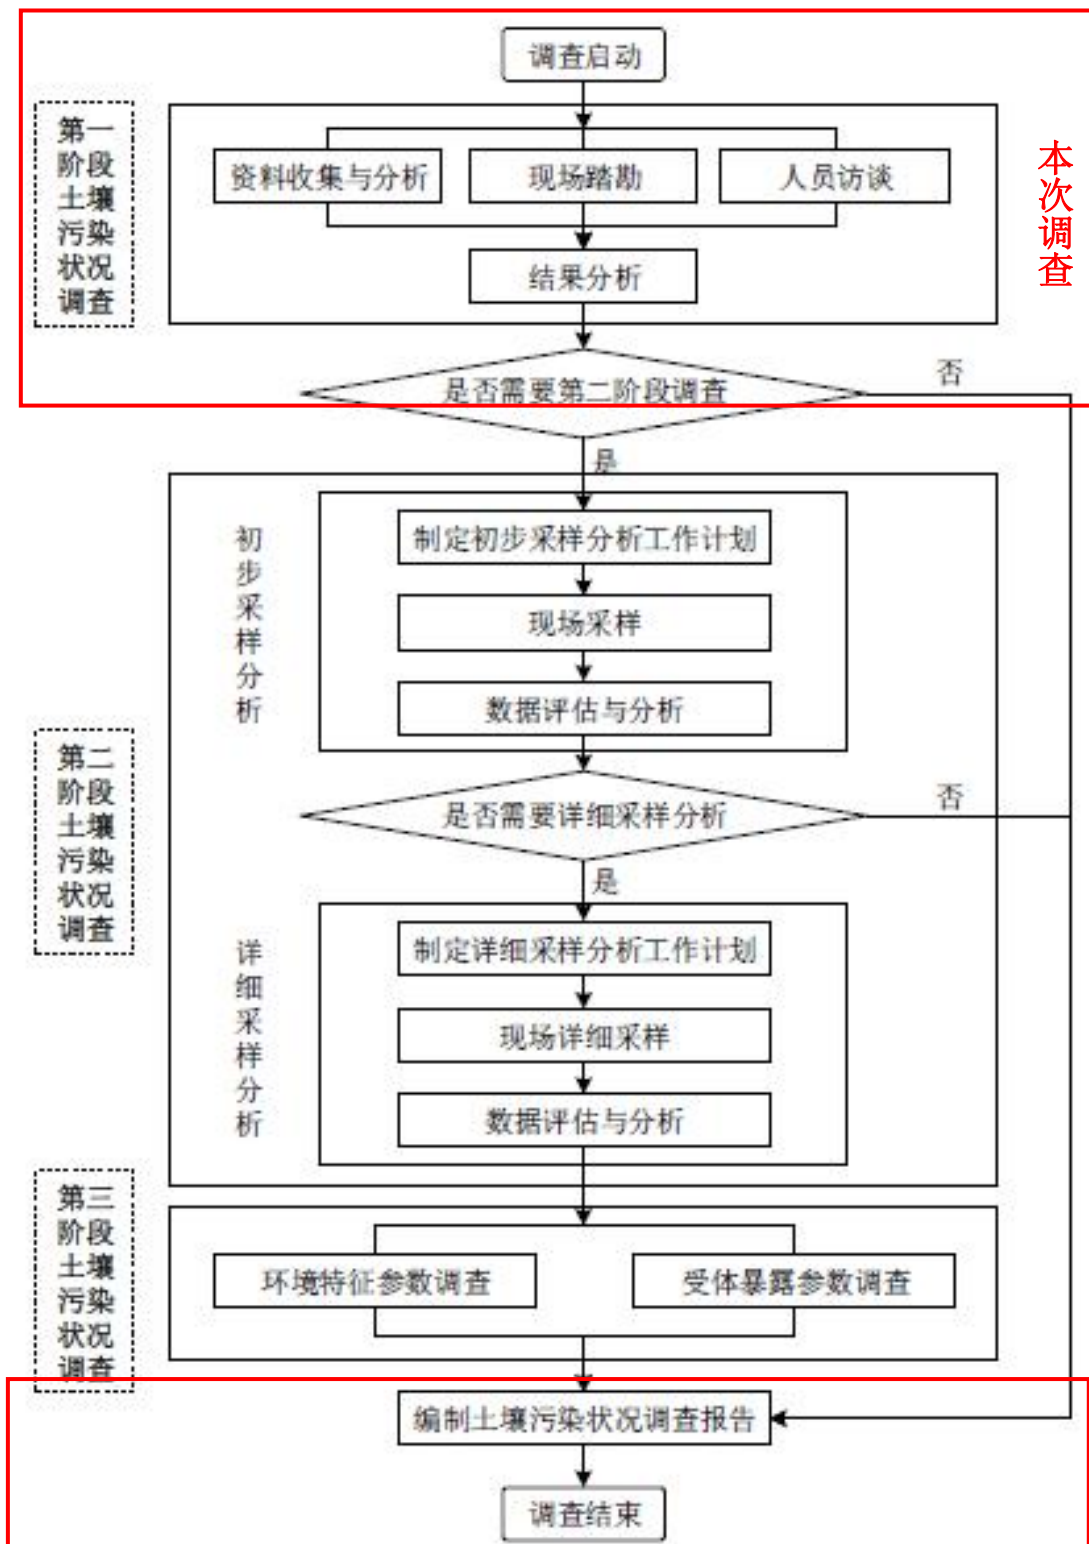 调查启动
第一
阶段
土壤
污染
状况
调查
资料收集与分析
现场踏勘
人员访谈
本次调查
结果分析
是否需要第二阶段调查
否
是
初步采样分析
制定初步采样分析工作计划
现场采样
数据评估与分析
第二
阶段
土壤
污染
状况
调查
是否需要详细采样分析
否
是
详细采样分析
制定详细采样分析工作计划
现场详细采样
数据评估与分析
第三
阶段
土壤
污染
状况
调查
环境特征参数调查
受体暴露参数调查
编制土壤污染状况调查报告
调查结束